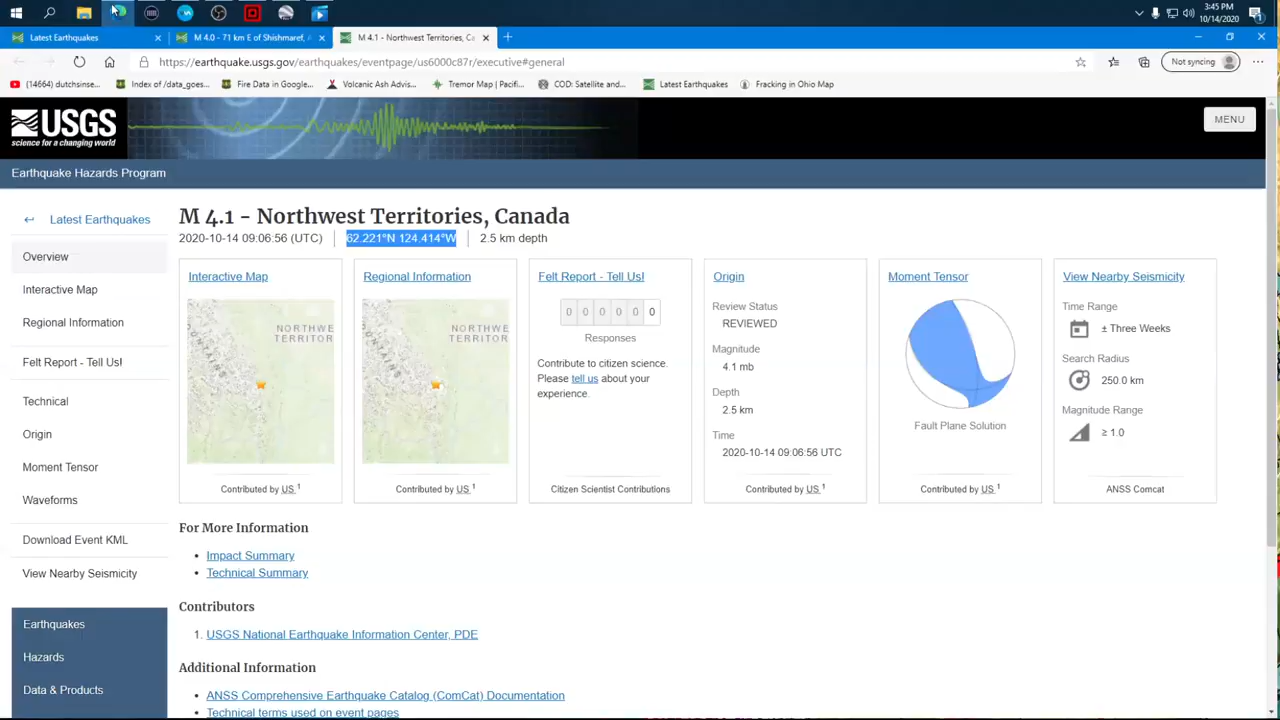 3:45 PM
10/14/2020
Latest Earthquakes
M 4.0 - 71 km E of Shishmaref, A
M 4.1 - Northwest Territories, Ca
https://earthquake.usgs.gov/earthquakes/eventpage/us6000c87r/executive#general
Not syncing
(14664) dutchsinse...
Index of /data_goes...
Fire Data in Google...
Volcanic Ash Advis...
Tremor Map | Pacifi...
COD: Satellite and...
Latest Earthquakes
Fracking in Ohio Map
USGS
science for a changing world
MENU
Earthquake Hazards Program
Latest Earthquakes
Overview
Interactive Map
Regional Information
Felt Report - Tell Us!
Technical
Origin
Moment Tensor
Waveforms
Download Event KML
View Nearby Seismicity
Earthquakes
Hazards
Data & Products
M 4.1 - Northwest Territories, Canada
2020-10-14 09:06:56 (UTC) 62.221°N 124.414°W 2.5 km depth
Interactive Map
NORTHWE
TERRITOR
Contributed by US 1
Regional Information
NORTHWE
TERRITOR
Contributed by US 1
Felt Report - Tell Us!
0 0 0 0 0 0
Responses
Contribute to citizen science.
Please tell us about your
experience.
Citizen Scientist Contributions
Origin
Review Status
REVIEWED
Magnitude
4.1 mb
Depth
2.5 km
Time
2020-10-14 09:06:56 UTC
Contributed by US 1
Moment Tensor
Fault Plane Solution
Contributed by US 1
View Nearby Seismicity
Time Range
± Three Weeks
Search Radius
250.0 km
Magnitude Range
≥ 1.0
ANSS Comcat
For More Information
Impact Summary
Technical Summary
Contributors
1. USGS National Earthquake Information Center, PDE
Additional Information
ANSS Comprehensive Earthquake Catalog (ComCat) Documentation
Technical terms used on event pages